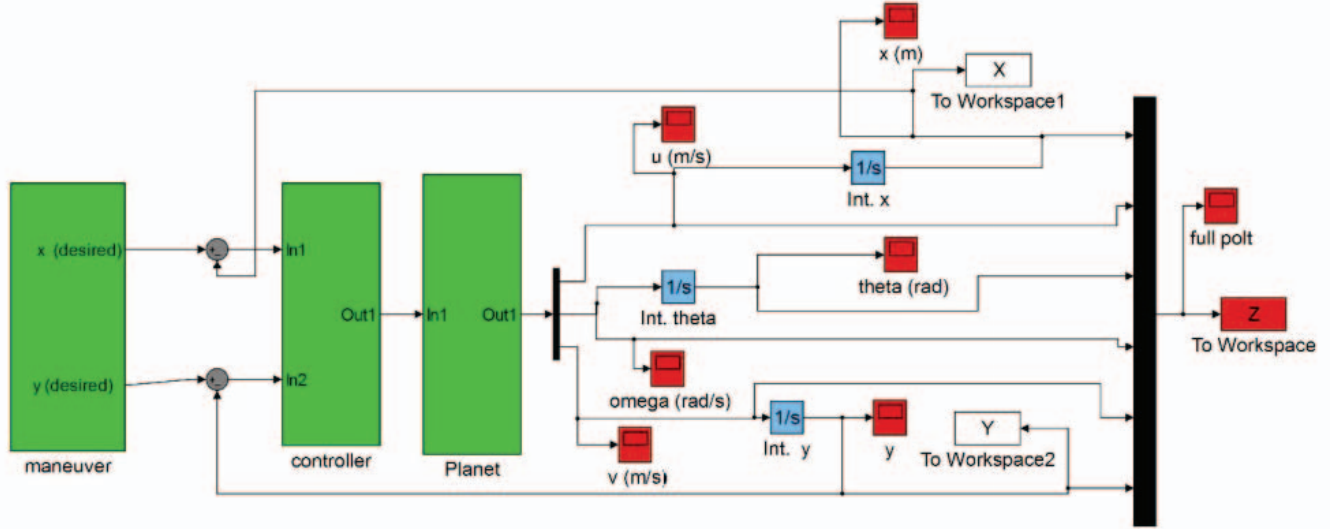 x (m)
X
To Workspace1
u (m/s)
1/s
Int. x
x (desired)
In1
full polt
theta (rad)
1/s
Int. theta
Out1
In1
Out1
Z
To Workspace
y (desired)
In2
omega (rad/s)
1/s
Int. y
y
Y
To Workspace2
maneuver
controller
Planet
v (m/s)